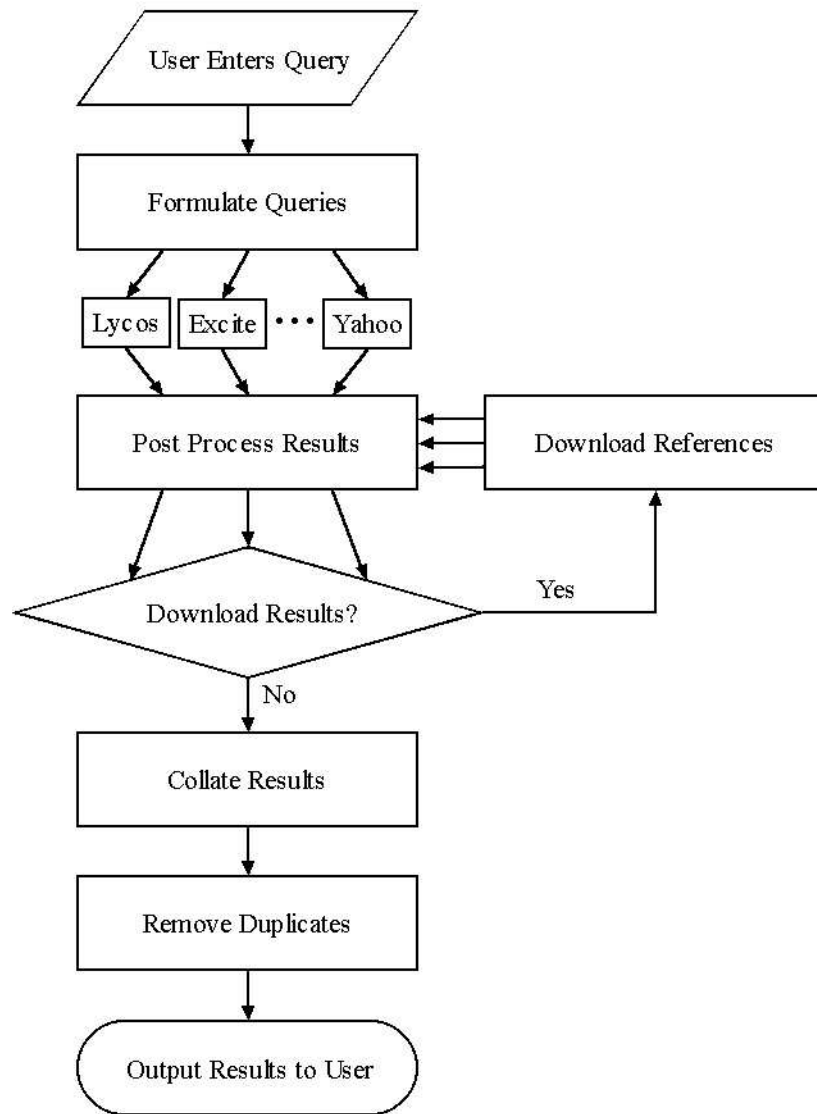 User Enters Query
Formulate Queries
Lycos
Excite
• • •
Yahoo
Post Process Results
Download References
Download Results?
Yes
No
Collate Results
Remove Duplicates
Output Results to User